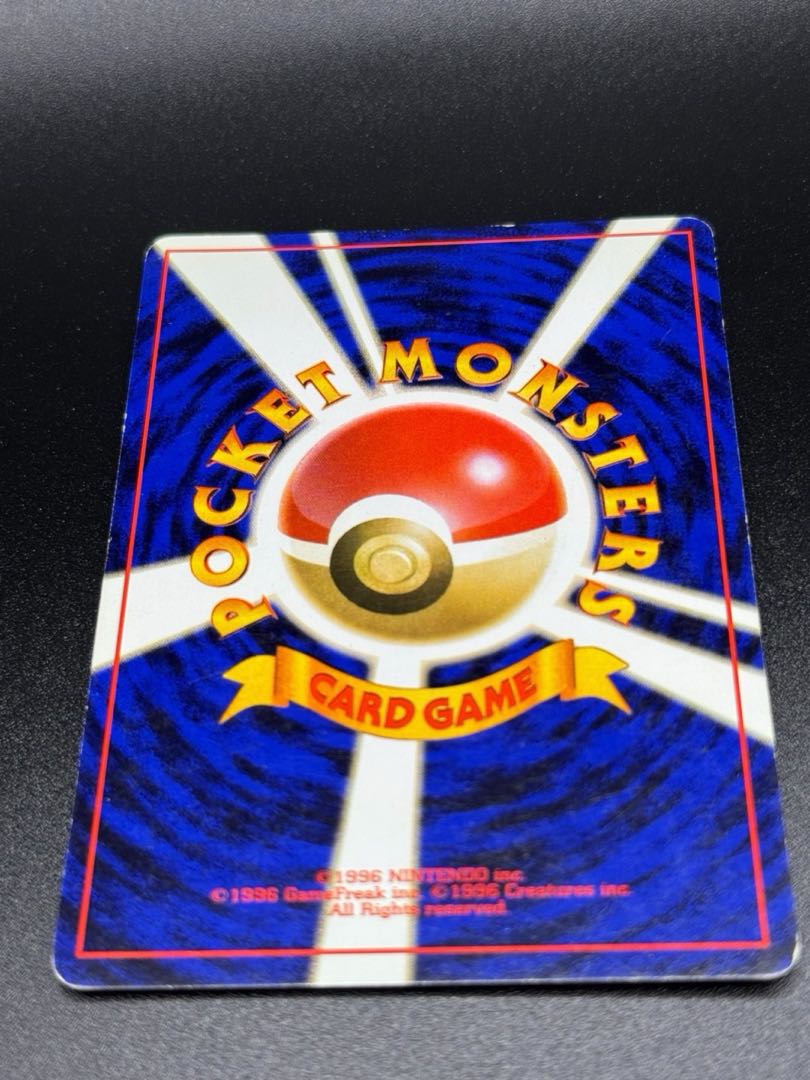 POCKET MONSTERS
CARD GAME
©1996 NINTENDO inc.
©1996 GameFreak inc. ©1996 Creatures inc.
All Rights reserved.